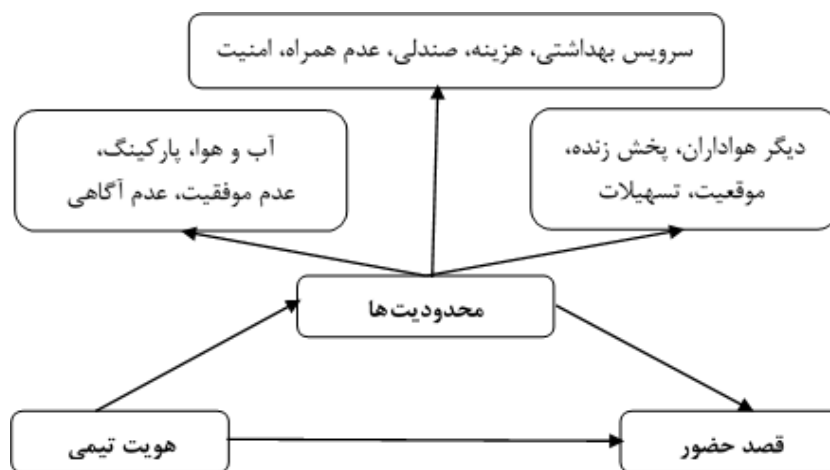 سرویس بهداشتی، هزینه، صندلی، عدم همراه، امنیت
دیگر هواداران، پخش زنده،
موقعیت، تسهیلات
آب و هوا، پارکینگ،
عدم موفقیت، عدم آگاهی
محدودیت‌ها
قصد حضور
هویت تیمی